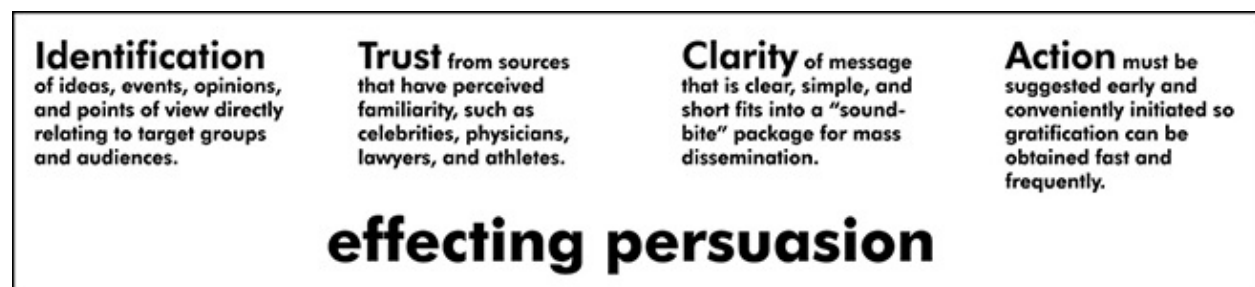 Identification
of ideas, events, opinions,
and points of view directly
relating to target groups
and audiences.
Trust from sources
that have perceived
familiarity, such as
celebrities, physicians,
lawyers, and athletes.
Clarity of message
that is clear, simple, and
short fits into a “sound-
bite” package for mass
dissemination.
Action must be
suggested early and
conveniently initiated so
gratification can be
obtained fast and
frequently.
effecting persuasion